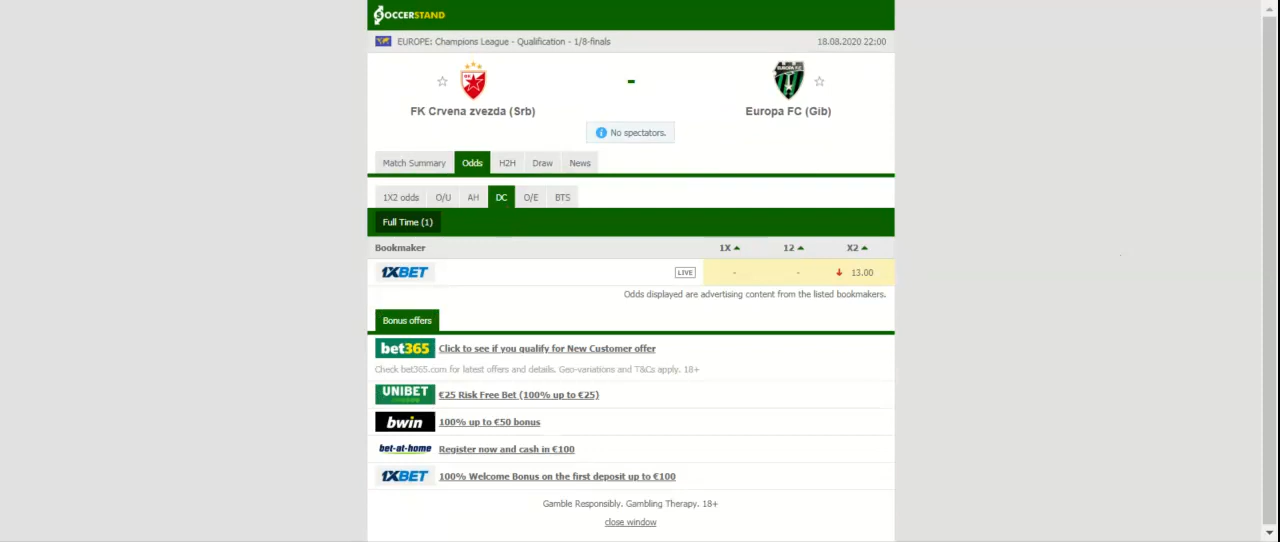 SOCCERSTAND
EUROPE: Champions League - Qualification - 1/8-finals 18.08.2020 22:00
-
FK Crvena zvezda (Srb) Europa FC (Gib)
No spectators.
Match Summary Odds H2H Draw News
1X2 odds O/U AH DC O/E BTS
Full Time (1)
Bookmaker 1X 12 X2
1XBET LIVE - - 13.00
Odds displayed are advertising content from the listed bookmakers.
Bonus offers
bet365 Click to see if you qualify for New Customer offer
Check bet365.com for latest offers and details. Geo-variations and T&Cs apply. 18+
UNIBET €25 Risk Free Bet (100% up to €25)
bwin 100% up to €50 bonus
bet-at-home Register now and cash in €100
1XBET 100% Welcome Bonus on the first deposit up to €100
Gamble Responsibly. Gambling Therapy. 18+
close window